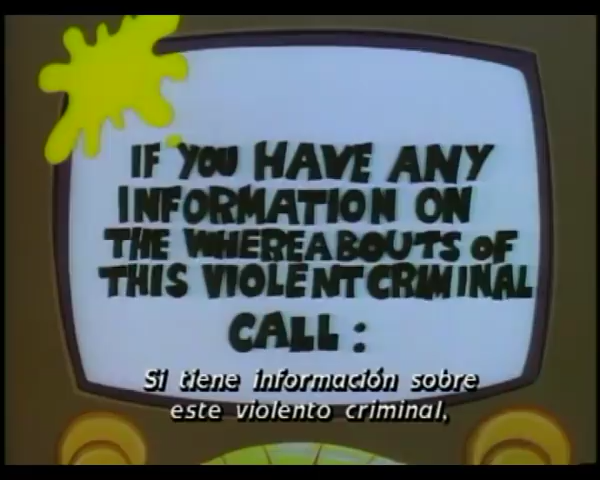 IF YOU HAVE ANY
INFORMATION ON
THE WHEREABOUTS OF
THIS VIOLENT CRIMINAL
CALL:
Si tiene información sobre
este violento criminal,